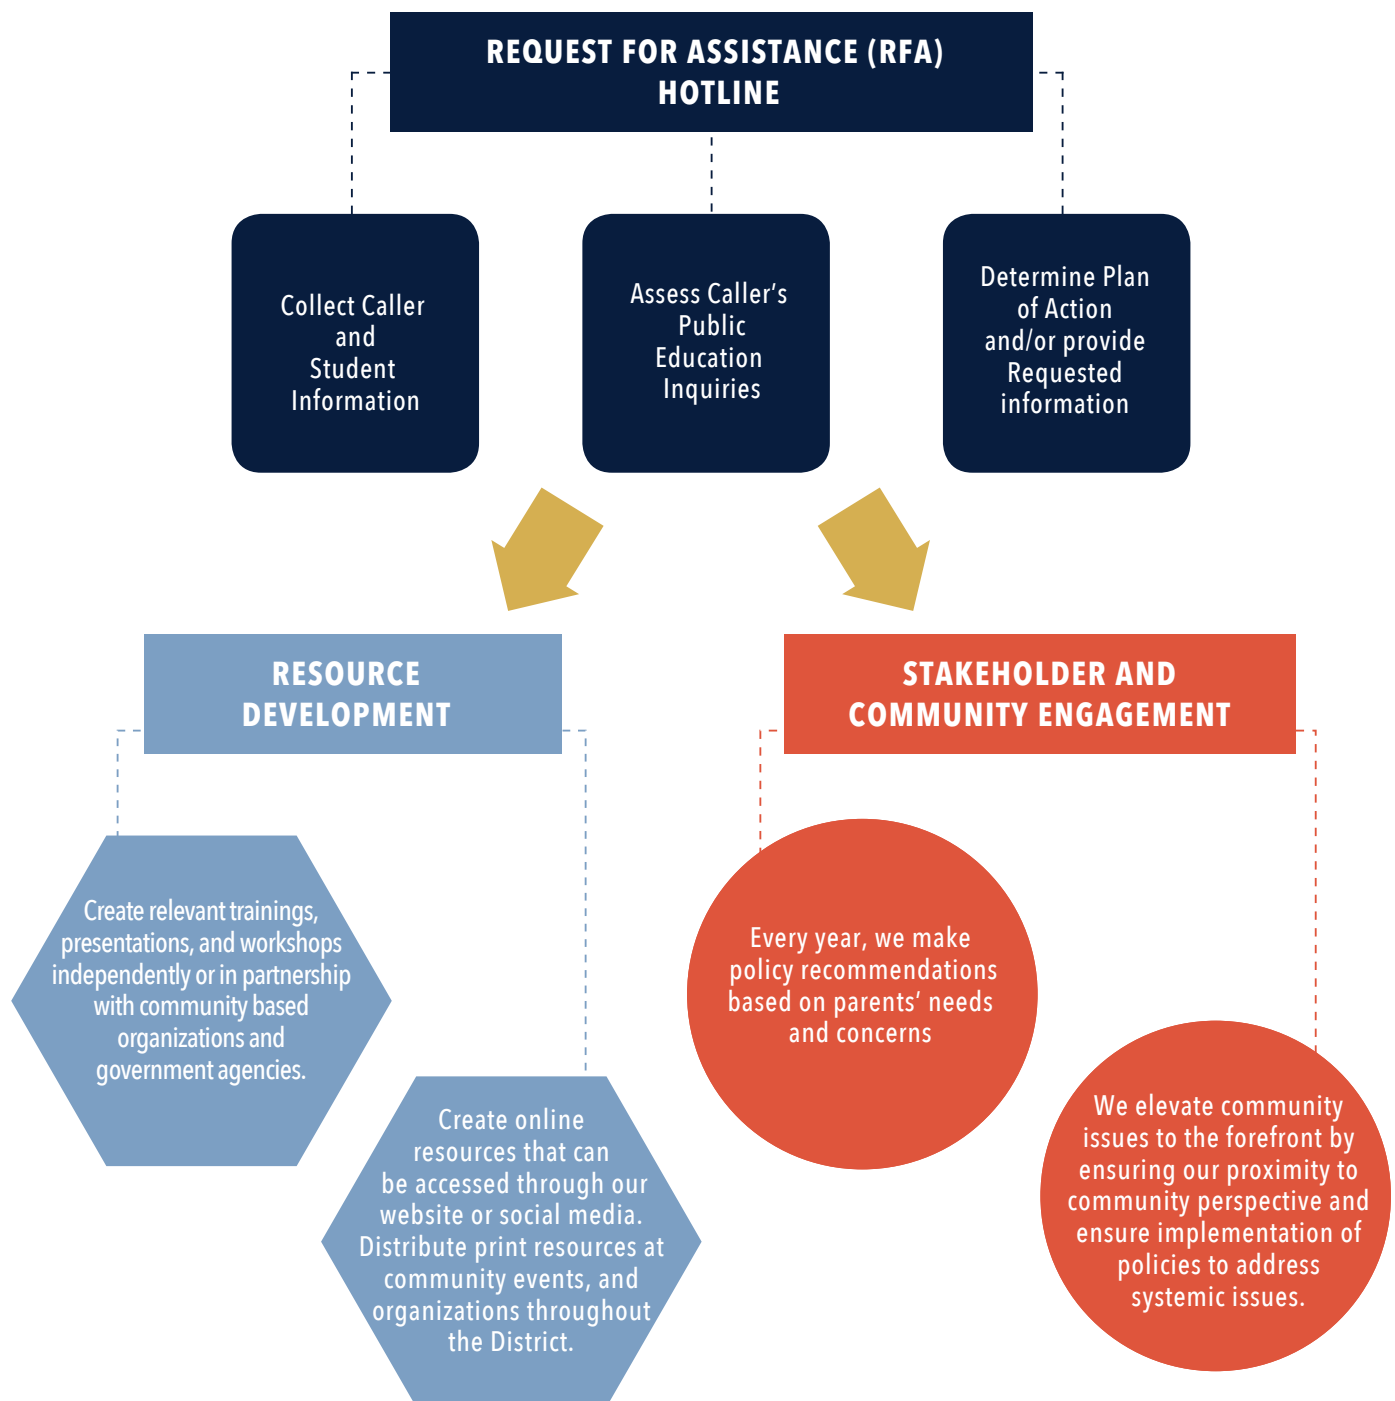 REQUEST FOR ASSISTANCE (RFA)
HOTLINE
Collect Caller
and
Student
Information
Assess Caller’s
Public
Education
Inquiries
Determine Plan
of Action
and/or provide
Requested
information
RESOURCE
DEVELOPMENT
STAKEHOLDER AND
COMMUNITY ENGAGEMENT
Create relevant trainings,
presentations, and workshops
independently or in partnership
with community based
organizations and
government agencies.
Create online
resources that can
be accessed through our
website or social media.
Distribute print resources at
community events, and
organizations throughout
the District.
Every year, we make
policy recommendations
based on parents’ needs
and concerns
We elevate community
issues to the forefront by
ensuring our proximity to
community perspective and
ensure implementation of
policies to address
systemic issues.